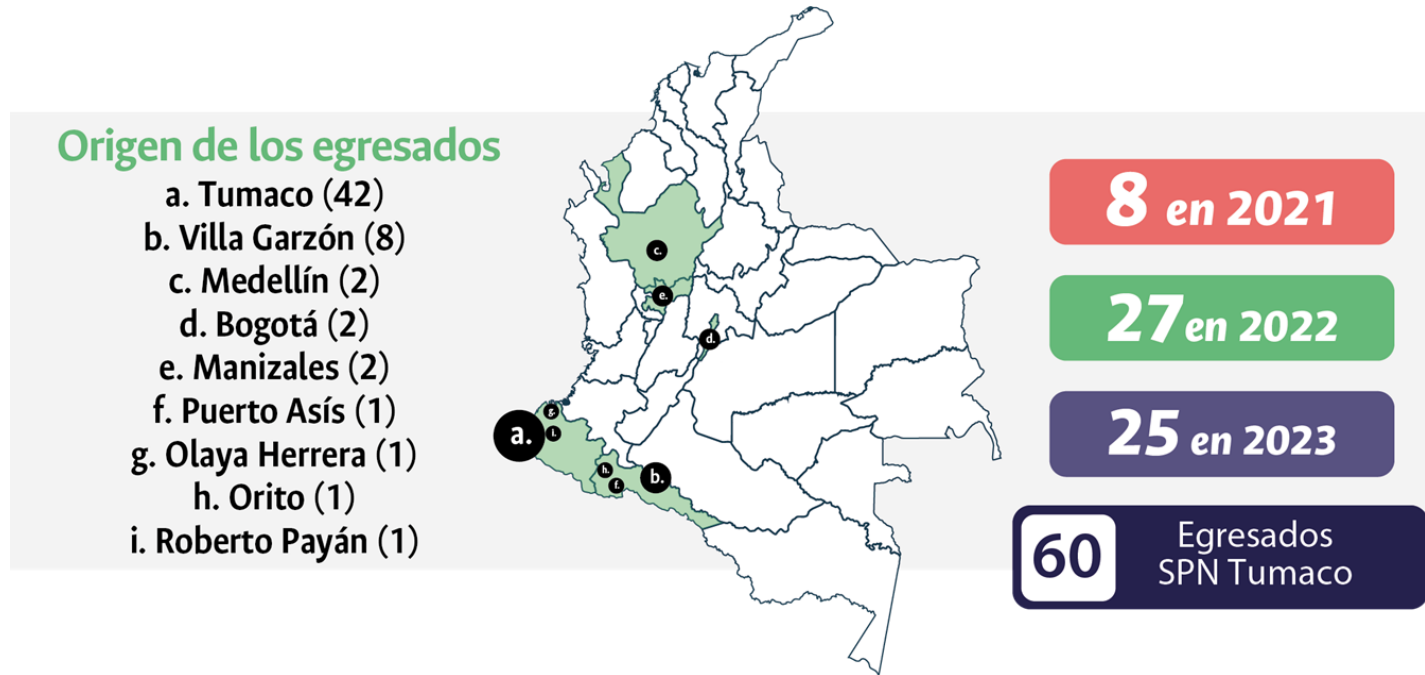 Origen de los egresados
a. Tumaco (42)
b. Villa Garzón (8)
c. Medellín (2)
d. Bogotá (2)
e. Manizales (2)
f. Puerto Asís (1)
g. Olaya Herrera (1)
h. Orito (1)
i. Roberto Payán (1)
c.
e.
d.
g.
a.
i.
h.
f.
b.
8 en 2021
27 en 2022
25 en 2023
60
Egresados
SPN Tumaco